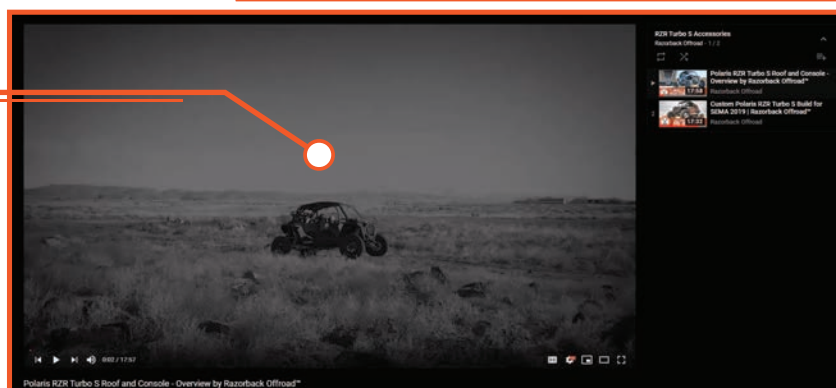 RZR Turbo S Accessories
Razorback Offroad - 1 / 2
Polaris RZR Turbo S Roof and Console -
Overview by Razorback Offroad™
17:58
Razorback Offroad
2
Custom Polaris RZR Turbo S Build for
SEMA 2019 | Razorback Offroad™
17:32
Razorback Offroad
0:02 / 17:57
Polaris RZR Turbo S Roof and Console - Overview by Razorback Offroad™